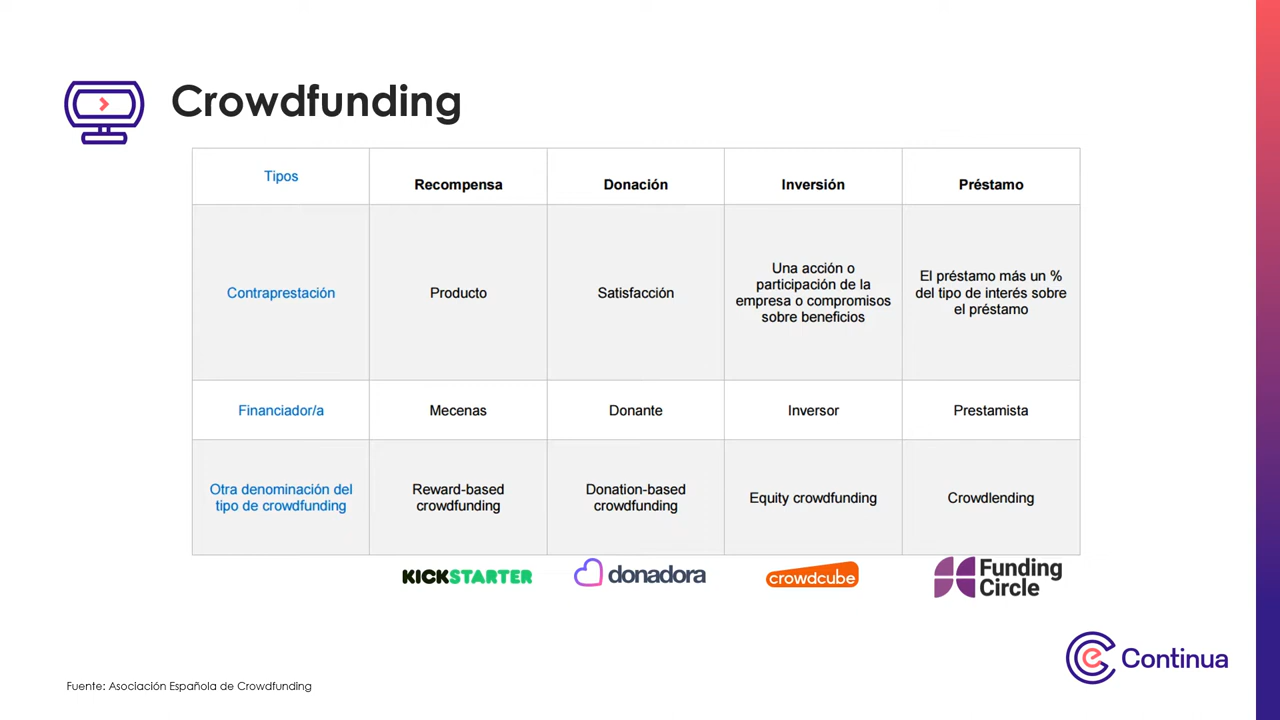 Crowdfunding
Tipos
Recompensa
Donación
Inversión
Préstamo
Contraprestación
Producto
Satisfacción
Una acción o
participación de la
empresa o compromisos
sobre beneficios
El préstamo más un %
del tipo de interés sobre
el préstamo
Financiador/a
Mecenas
Donante
Inversor
Prestamista
Otra denominación del
tipo de crowdfunding
Reward-based
crowdfunding
Donation-based
crowdfunding
Equity crowdfunding
Crowdlending
KICKSTARTER
donadora
crowdcube
Funding
Circle
e Continua
Fuente: Asociación Española de Crowdfunding